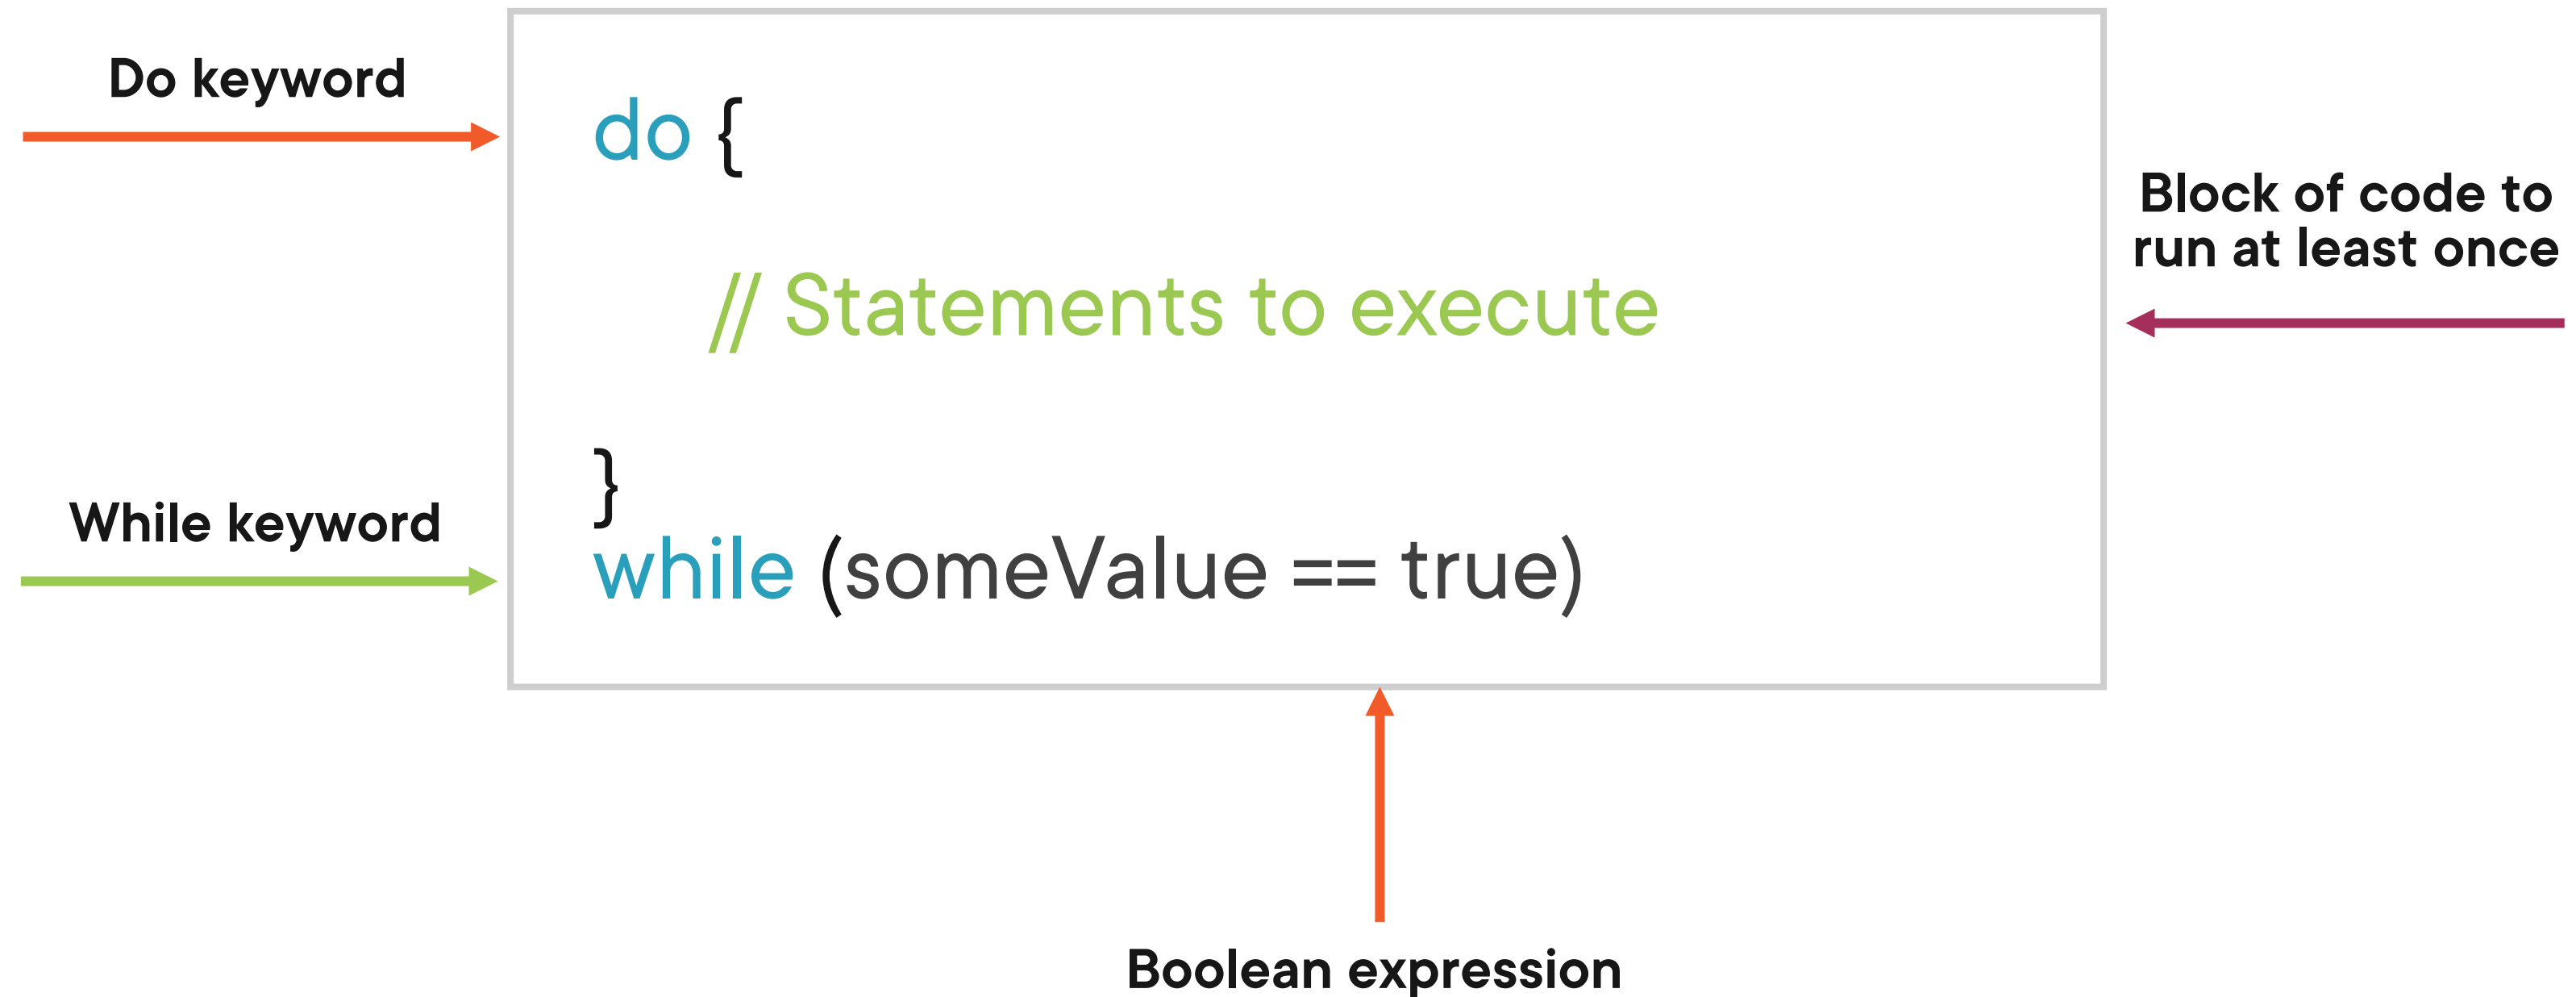 Do keyword
do {
Block of code to
run at least once
// Statements to execute
}
While keyword
while (someValue == true)
Boolean expression